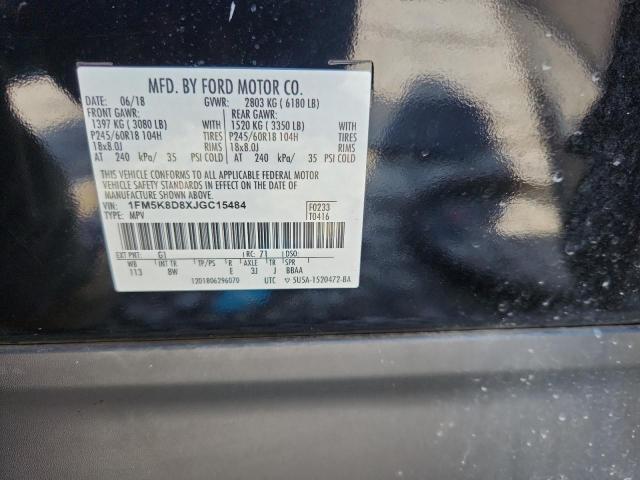 MFD. BY FORD MOTOR CO.
DATE: 06/18 GVWR: 2803 KG ( 6180 LB)
FRONT GAWR: REAR GAWR:
1397 KG ( 3080 LB) WITH 1520 KG ( 3350 LB) WITH
P245/60R18 104H TIRES P245/60R18 104H TIRES
18x8.0J RIMS 18x8.0J RIMS
AT 240 kPa/ 35 PSI COLD AT 240 kPa/ 35 PSI COLD
THIS VEHICLE CONFORMS TO ALL APPLICABLE FEDERAL MOTOR
VEHICLE SAFETY STANDARDS IN EFFECT ON THE DATE OF
MANUFACTURE SHOWN ABOVE.
VIN: 1FM5K8D8XJGC15484 F0233
TYPE: MPV T0416
EXT PNT: G1 RC: 71 DSO:
WB INT TR TP/PS R AXLE TR SPR
113 8W E 3J J BBAA
1201806296070 UTC 5U5A-1520472-BA